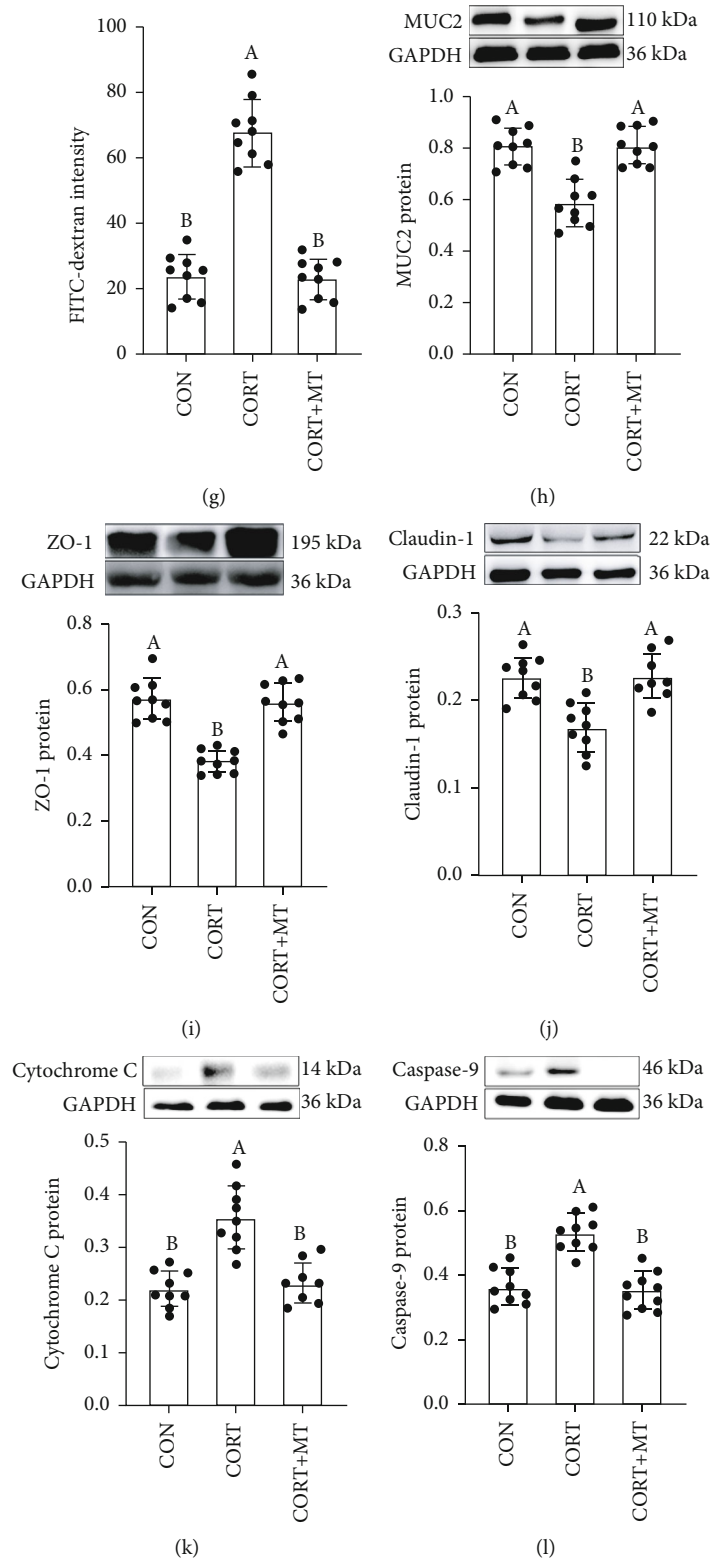 100
80
60
40
20
0
FITC-dextran intensity
B
A
B
CON
CORT
CORT+MT
(g)
MUC2
110 kDa
GAPDH
36 kDa
1.0
0.8
0.6
0.4
0.2
0.0
MUC2 protein
A
B
A
CON
CORT
CORT+MT
(h)
ZO-1
195 kDa
GAPDH
36 kDa
0.8
0.6
0.4
0.2
0.0
ZO-1 protein
A
B
A
CON
CORT
CORT+MT
(i)
Claudin-1
22 kDa
GAPDH
36 kDa
0.3
0.2
0.1
0.0
Claudin-1 protein
A
B
A
CON
CORT
CORT+MT
(j)
Cytochrome C
14 kDa
GAPDH
36 kDa
0.5
0.4
0.3
0.2
0.1
0.0
Cytochrome C protein
B
A
B
CON
CORT
CORT+MT
(k)
Caspase-9
46 kDa
GAPDH
36 kDa
0.8
0.6
0.4
0.2
0.0
Caspase-9 protein
B
A
B
CON
CORT
CORT+MT
(l)